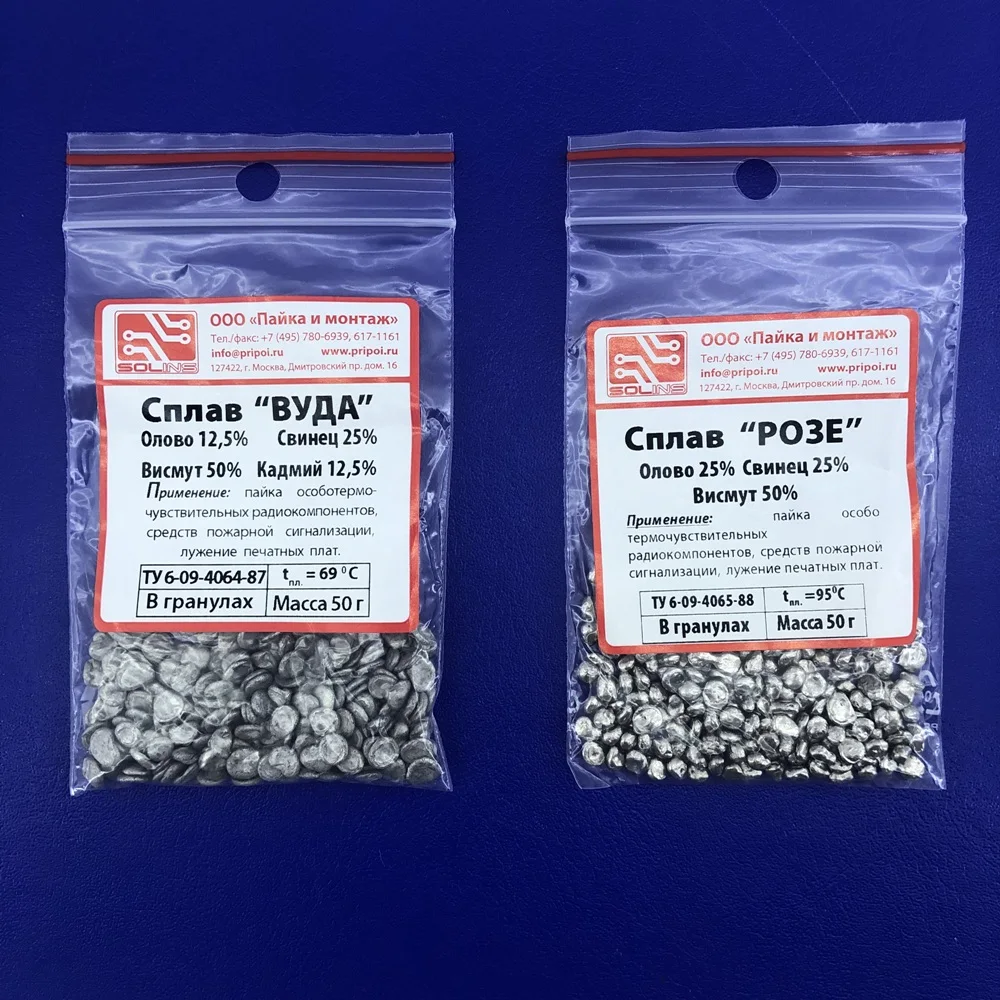 ООО «Пайка и монтаж»
Тел./факс: +7 (495) 780-6939, 617-1161
info@pripoi.ru www.pripoi.ru
127422, г. Москва, Дмитровский пр. дом. 16
SOLINS
Сплав “ВУДА”
Олово 12,5% Свинец 25%
Висмут 50% Кадмий 12,5%
Применение: пайка особотермо-
чувствительных радиокомпонентов,
средств пожарной сигнализации,
лужение печатных плат.
ТУ 6-09-4064-87 tпл. = 69 °C
В гранулах Масса 50 г
ООО «Пайка и монтаж»
Тел./факс: +7 (495) 780-6939, 617-1161
info@pripoi.ru www.pripoi.ru
127422, г. Москва, Дмитровский пр. дом. 16
SOLINS
Сплав “РОЗЕ”
Олово 25% Свинец 25%
Висмут 50%
Применение: пайка особо
термочувствительных
радиокомпонентов, средств пожарной
сигнализации, лужение печатных плат.
ТУ 6-09-4065-88 tпл. =95°C
В гранулах Масса 50 г